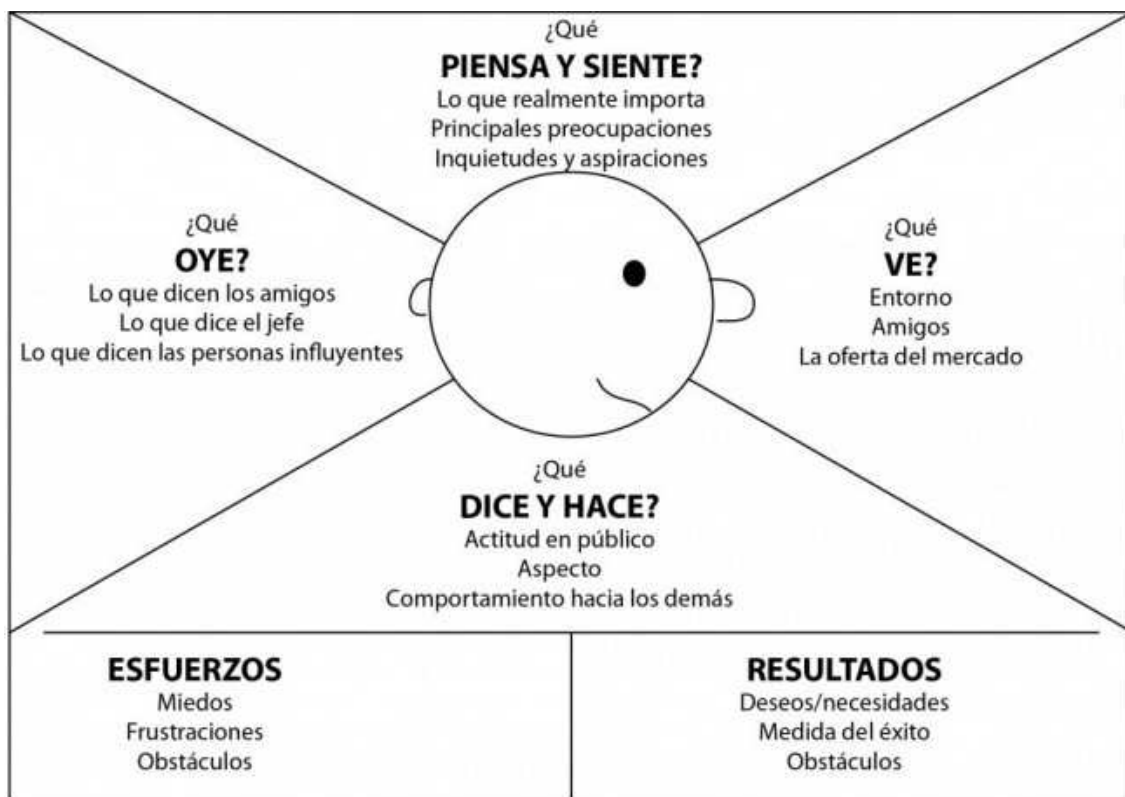 ¿Qué
PIENSA Y SIENTE?
Lo que realmente importa
Principales preocupaciones
Inquietudes y aspiraciones
¿Qué
OYE?
Lo que dicen los amigos
Lo que dice el jefe
Lo que dicen las personas influyentes
¿Qué
VE?
Entorno
Amigos
La oferta del mercado
¿Qué
DICE Y HACE?
Actitud en público
Aspecto
Comportamiento hacia los demás
ESFUERZOS
Miedos
Frustraciones
Obstáculos
RESULTADOS
Deseos/necesidades
Medida del éxito
Obstáculos